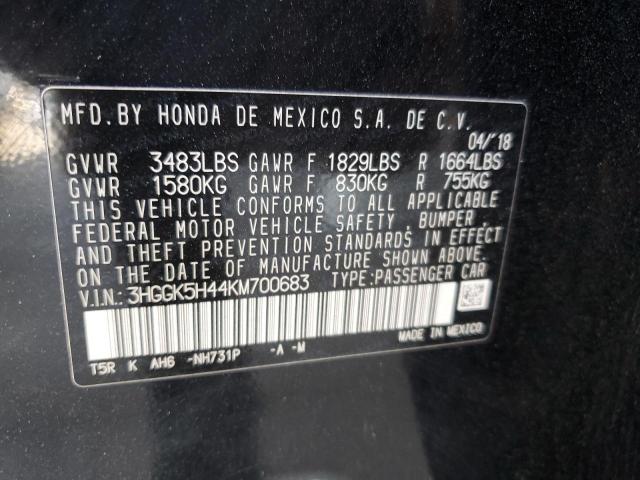 MFD. BY HONDA DE MEXICO S.A. DE C.V.
04/'18
GVWR 3483LBS GAWR F 1829LBS R 1664LBS
GVWR 1580KG GAWR F 830KG R 755KG
THIS VEHICLE CONFORMS TO ALL APPLICABLE
FEDERAL MOTOR VEHICLE SAFETY, BUMPER,
AND THEFT PREVENTION STANDARDS IN EFFECT
ON THE DATE OF MANUFACTURE SHOWN ABOVE.
V.I.N.: 3HGGK5H44KM700683 TYPE: PASSENGER CAR
MADE IN MEXICO
T5R K AH6 -NH731P -A -M